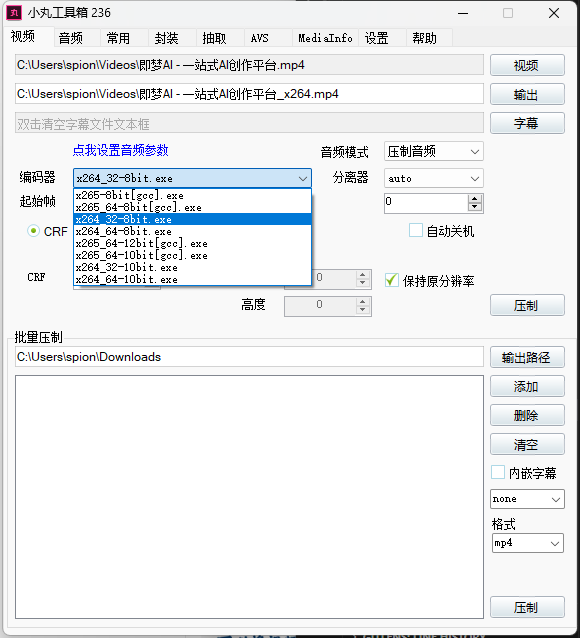 小丸工具箱 236
视频 音频 常用 封装 抽取 AVS MediaInfo 设置 帮助
C:\Users\spion\Videos\即梦AI - 一站式AI创作平台.mp4 视频
C:\Users\spion\Videos\即梦AI - 一站式AI创作平台_x264.mp4 输出
双击清空字幕文件文本框 字幕
点我设置音频参数 音频模式 压制音频
编码器 x264_32-8bit.exe 分离器 auto
起始帧 0
x265-8bit[gcc].exe
x265_64-8bit[gcc].exe
x264_32-8bit.exe
x264_64-8bit.exe
x265_64-12bit[gcc].exe
x265_64-10bit[gcc].exe
x264_32-10bit.exe
x264_64-10bit.exe
CRF 自动关机
CRF 0 保持原分辨率
高度 0 压制
批量压制
C:\Users\spion\Downloads 输出路径
添加
删除
清空
内嵌字幕
none
格式
mp4
压制